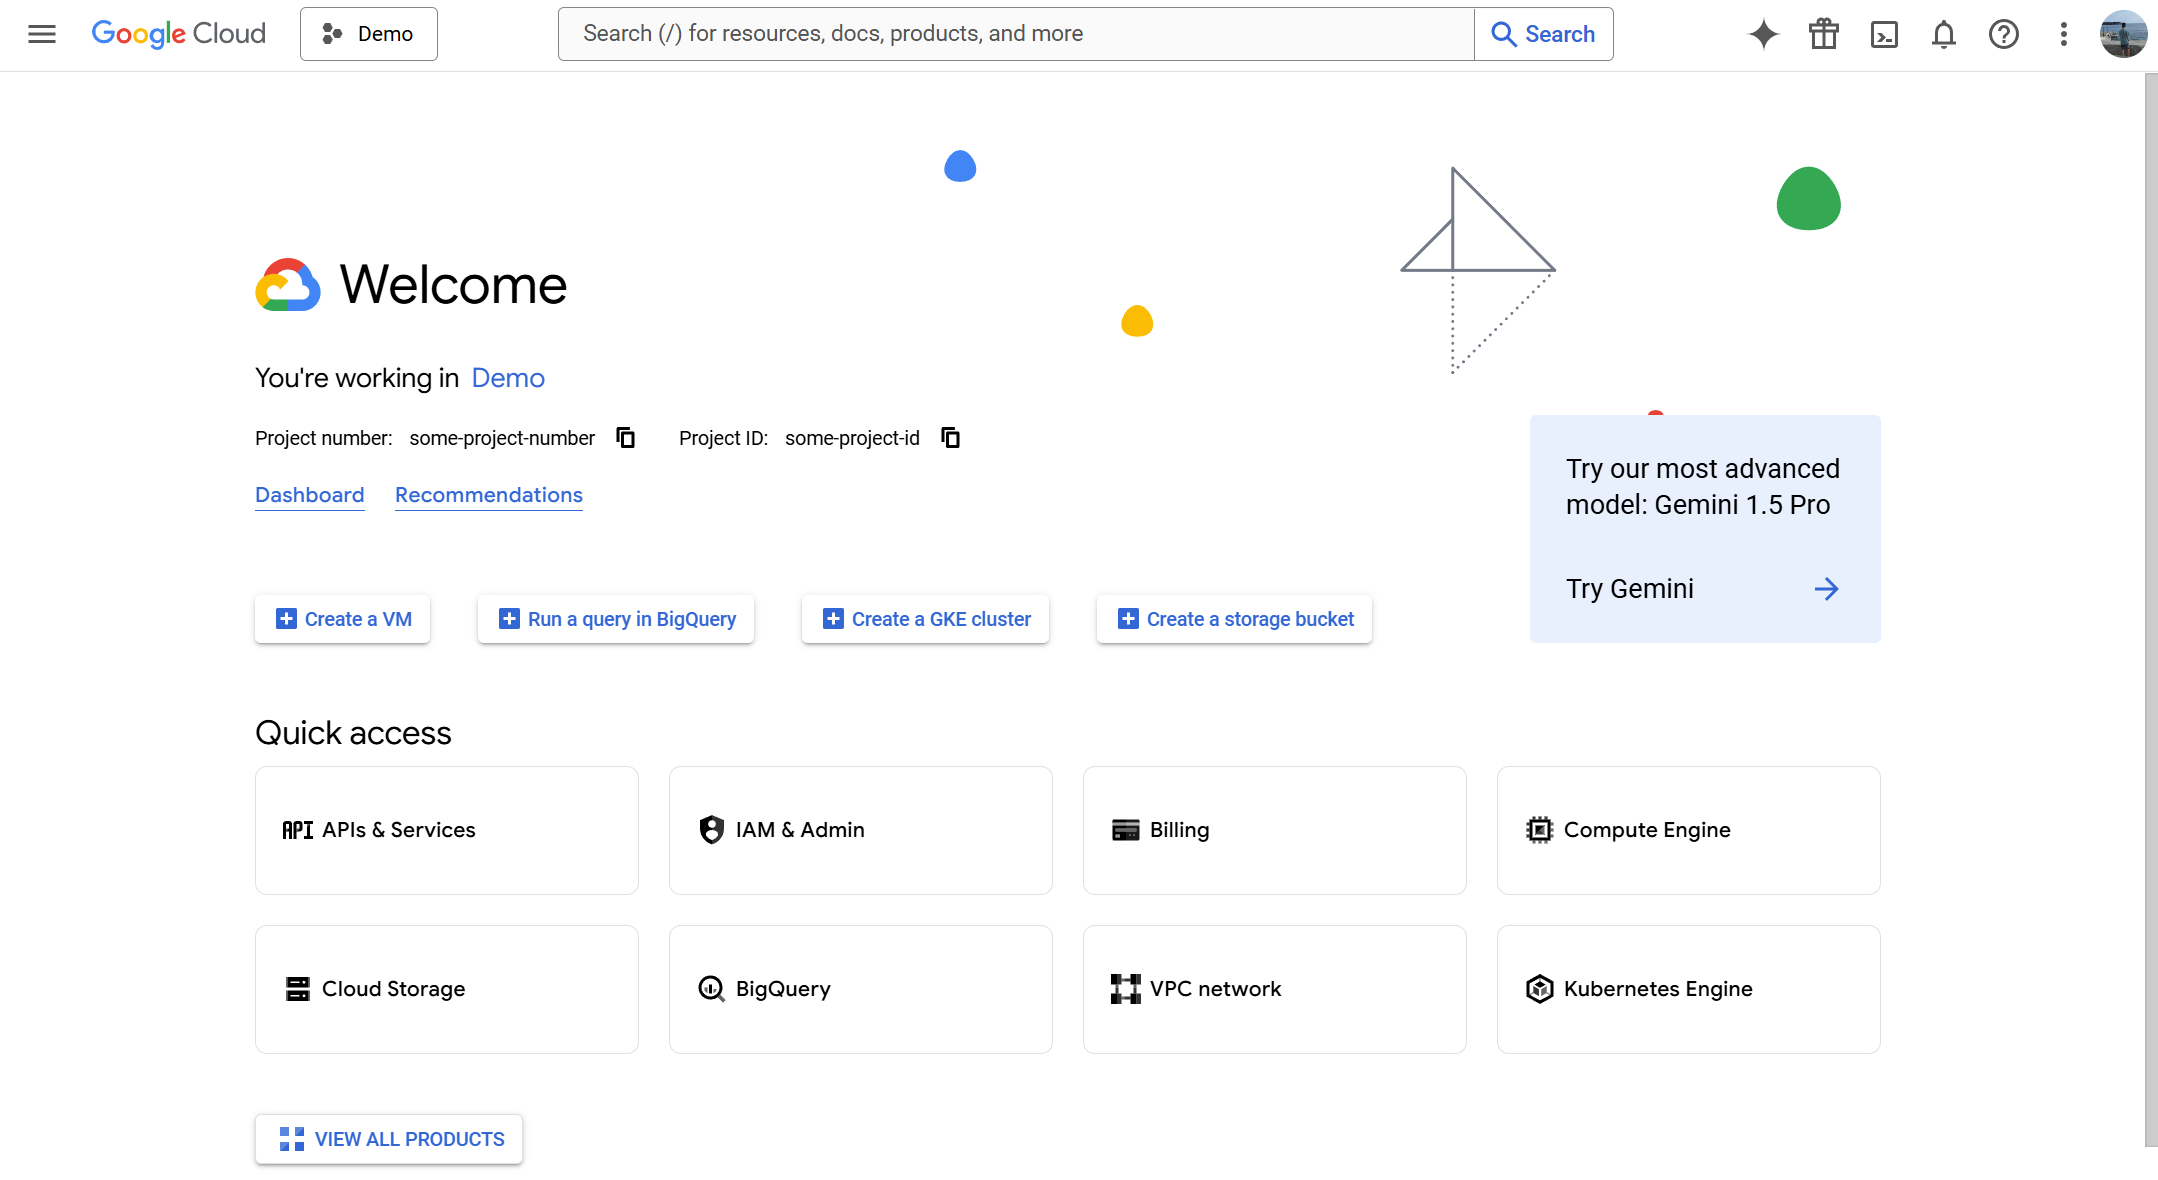 Google Cloud
Demo
Search (/) for resources, docs, products, and more
Search
Welcome
You're working in Demo
Project number: some-project-number
Project ID: some-project-id
Dashboard
Recommendations
Try our most advanced
model: Gemini 1.5 Pro
Try Gemini
Create a VM
Run a query in BigQuery
Create a GKE cluster
Create a storage bucket
Quick access
API APIs & Services
IAM & Admin
Billing
Compute Engine
Cloud Storage
BigQuery
VPC network
Kubernetes Engine
VIEW ALL PRODUCTS